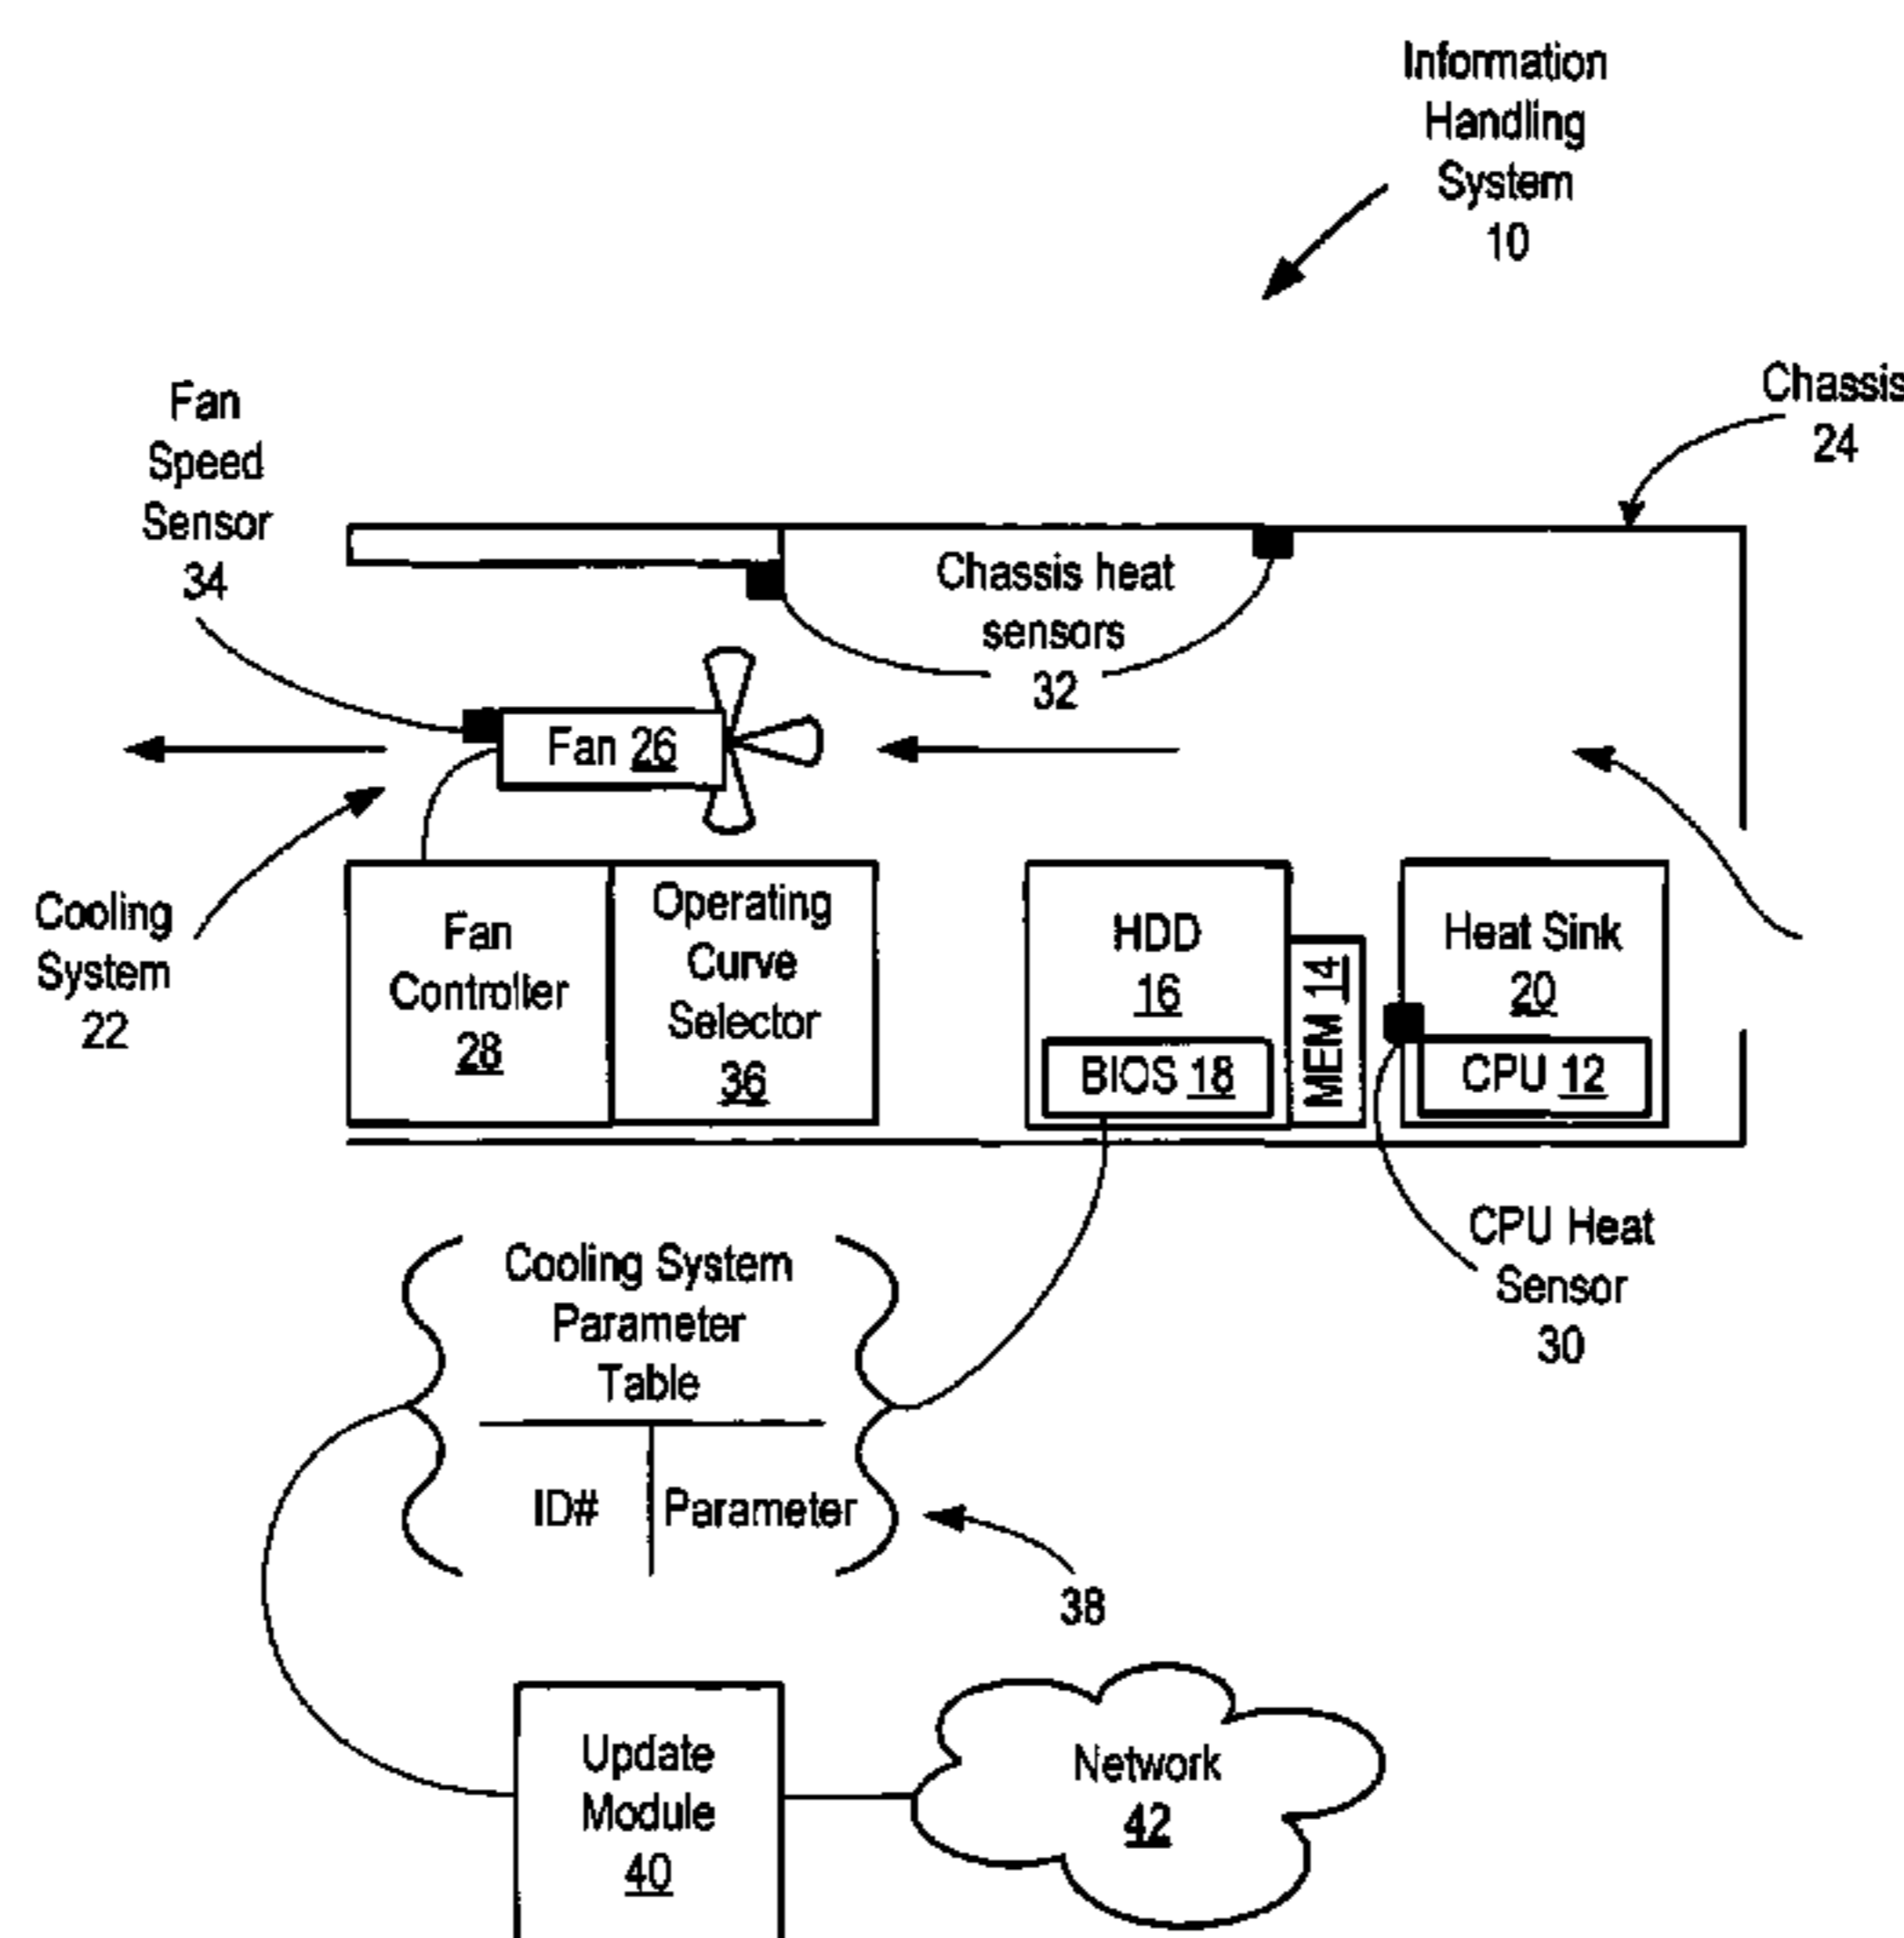 Information
Handling
System
10
Chassis
24
Fan
Speed
Sensor
34
Chassis heat
sensors
32
Fan 26
Cooling
System
22
Fan
Controller
28
Operating
Curve
Selector
36
HDD
16
BIOS 18
MEM 14
Heat Sink
20
CPU 12
CPU Heat
Sensor
30
Cooling System
Parameter
Table
ID#
Parameter
38
Update
Module
40
Network
42